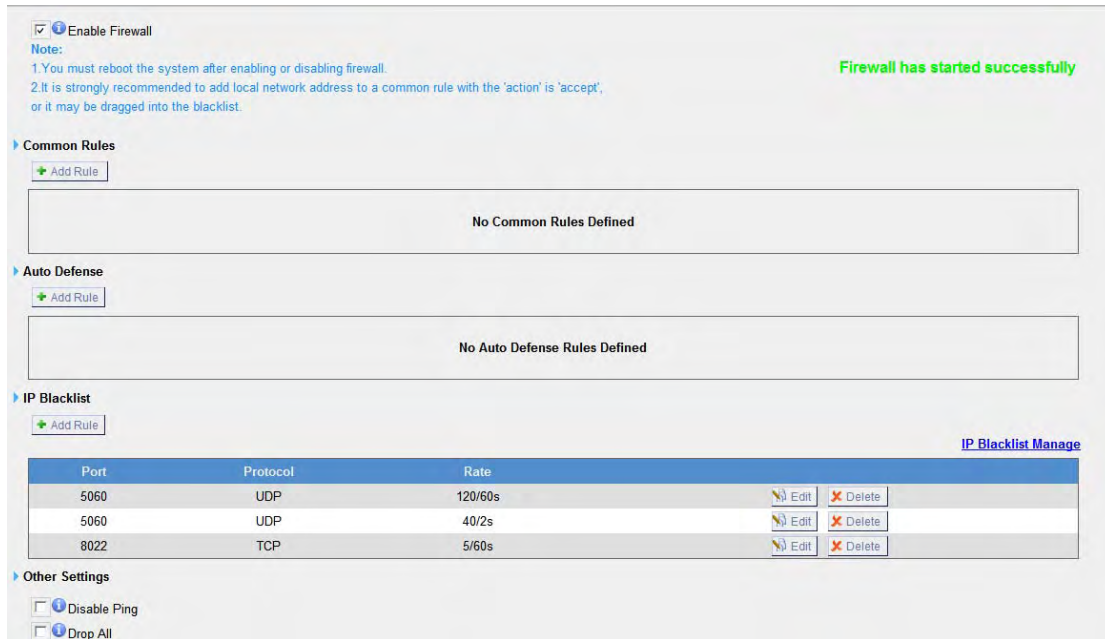 Enable Firewall
Note:
1.You must reboot the system after enabling or disabling firewall.
Firewall has started successfully
2.It is strongly recommended to add local network address to a common rule with the 'action' is 'accept',
or it may be dragged into the blacklist.
Common Rules
Add Rule
No Common Rules Defined
Auto Defense
Add Rule
No Auto Defense Rules Defined
IP Blacklist
Add Rule
IP Blacklist Manage
Port Protocol Rate
5060 UDP 120/60s Edit Delete
5060 UDP 40/2s Edit Delete
8022 TCP 5/60s Edit Delete
Other Settings
Disable Ping
Drop All